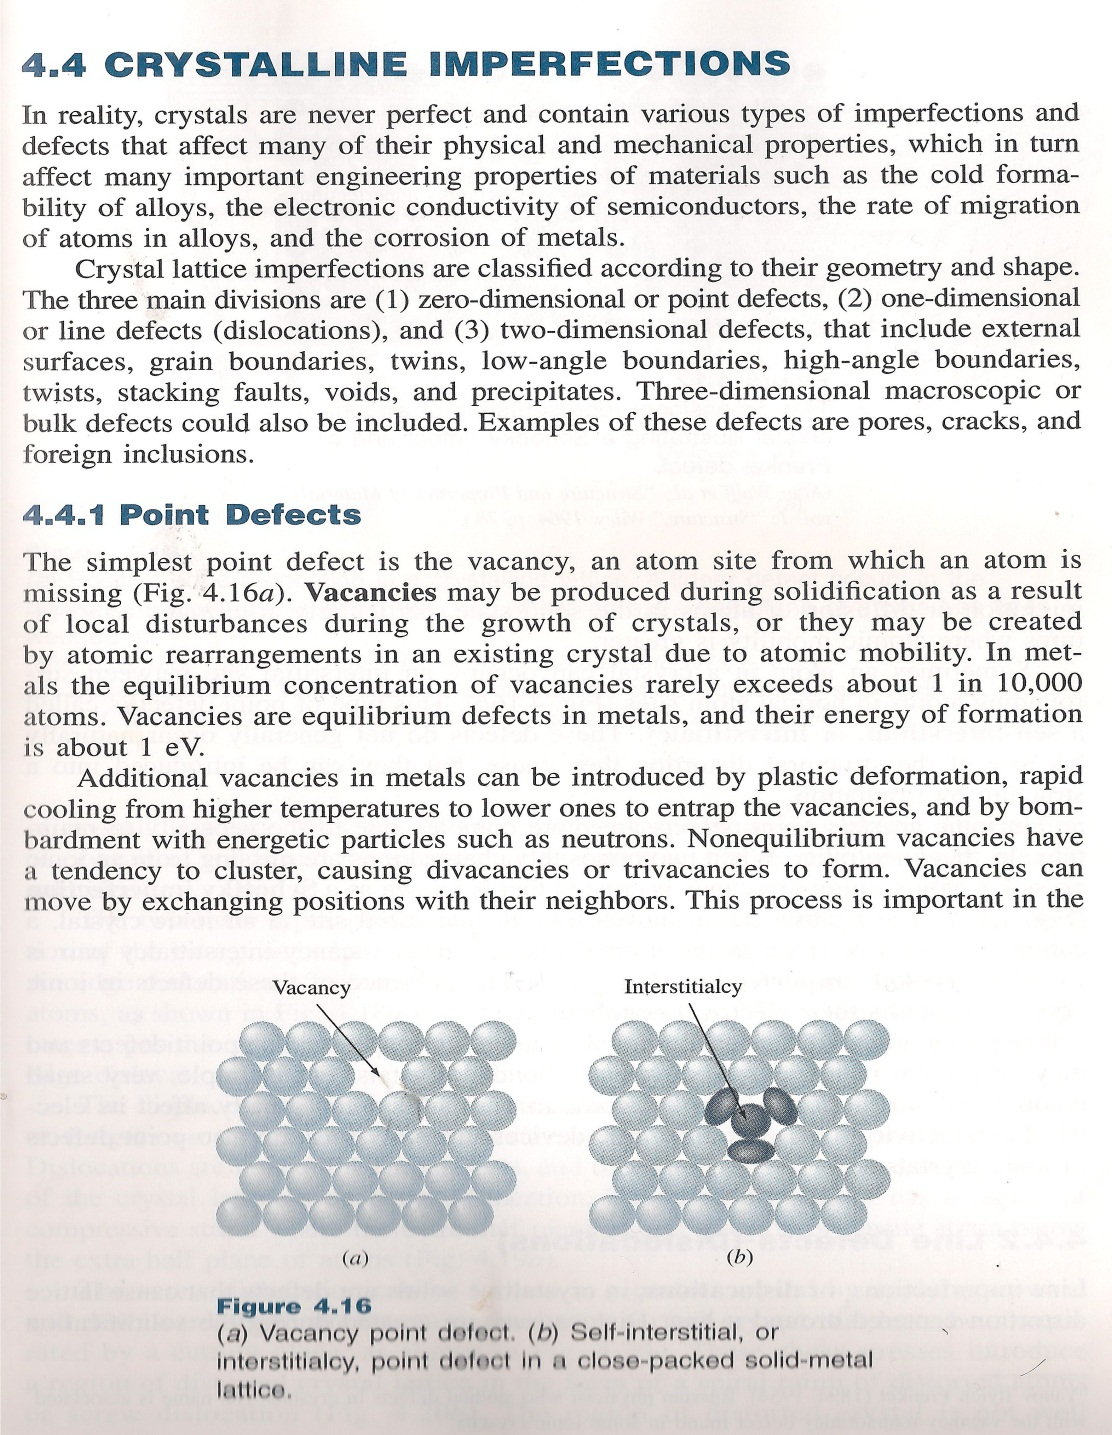 4.4 CRYSTALLINE IMPERFECTIONS
In reality, crystals are never perfect and contain various types of imperfections and
defects that affect many of their physical and mechanical properties, which in turn
affect many important engineering properties of materials such as the cold forma-
bility of alloys, the electronic conductivity of semiconductors, the rate of migration
of atoms in alloys, and the corrosion of metals.
Crystal lattice imperfections are classified according to their geometry and shape.
The three main divisions are (1) zero-dimensional or point defects, (2) one-dimensional
or line defects (dislocations), and (3) two-dimensional defects, that include external
surfaces, grain boundaries, twins, low-angle boundaries, high-angle boundaries,
twists, stacking faults, voids, and precipitates. Three-dimensional macroscopic or
bulk defects could also be included. Examples of these defects are pores, cracks, and
foreign inclusions.
4.4.1 Point Defects
The simplest point defect is the vacancy, an atom site from which an atom is
missing (Fig. 4.16a). Vacancies may be produced during solidification as a result
of local disturbances during the growth of crystals, or they may be created
by atomic rearrangements in an existing crystal due to atomic mobility. In met-
als the equilibrium concentration of vacancies rarely exceeds about 1 in 10,000
atoms. Vacancies are equilibrium defects in metals, and their energy of formation
is about 1 eV.
Additional vacancies in metals can be introduced by plastic deformation, rapid
cooling from higher temperatures to lower ones to entrap the vacancies, and by bom-
bardment with energetic particles such as neutrons. Nonequilibrium vacancies have
a tendency to cluster, causing divacancies or trivacancies to form. Vacancies can
move by exchanging positions with their neighbors. This process is important in the
Vacancy
Interstitialcy
(a)
(b)
Figure 4.16
(a) Vacancy point defect. (b) Self-interstitial, or
interstitialcy, point defect in a close-packed solid-metal
lattice.